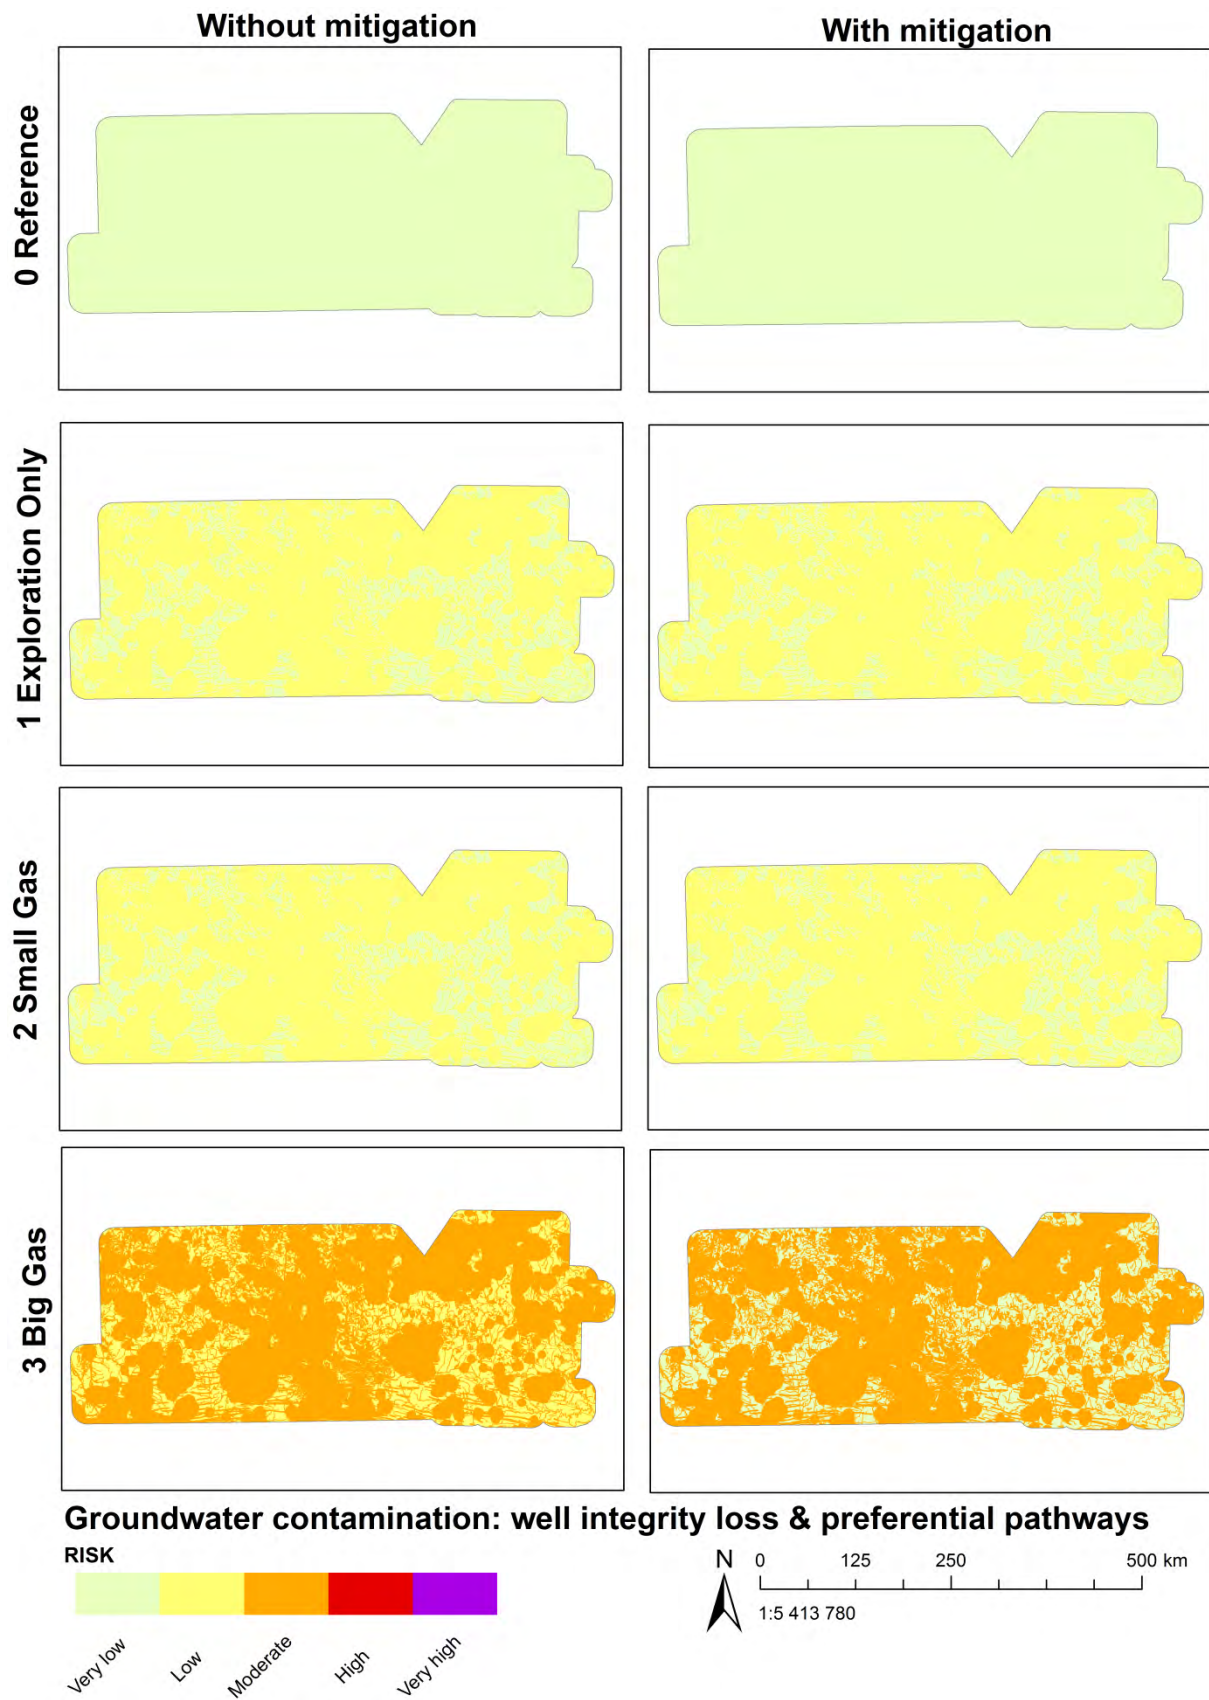 Without mitigation
With mitigation
0 Reference
1 Exploration Only
2 Small Gas
3 Big Gas
Groundwater contamination: well integrity loss & preferential pathways
RISK
Very low
Low
Moderate
High
Very high
N
0 125 250 500 km
1:5 413 780